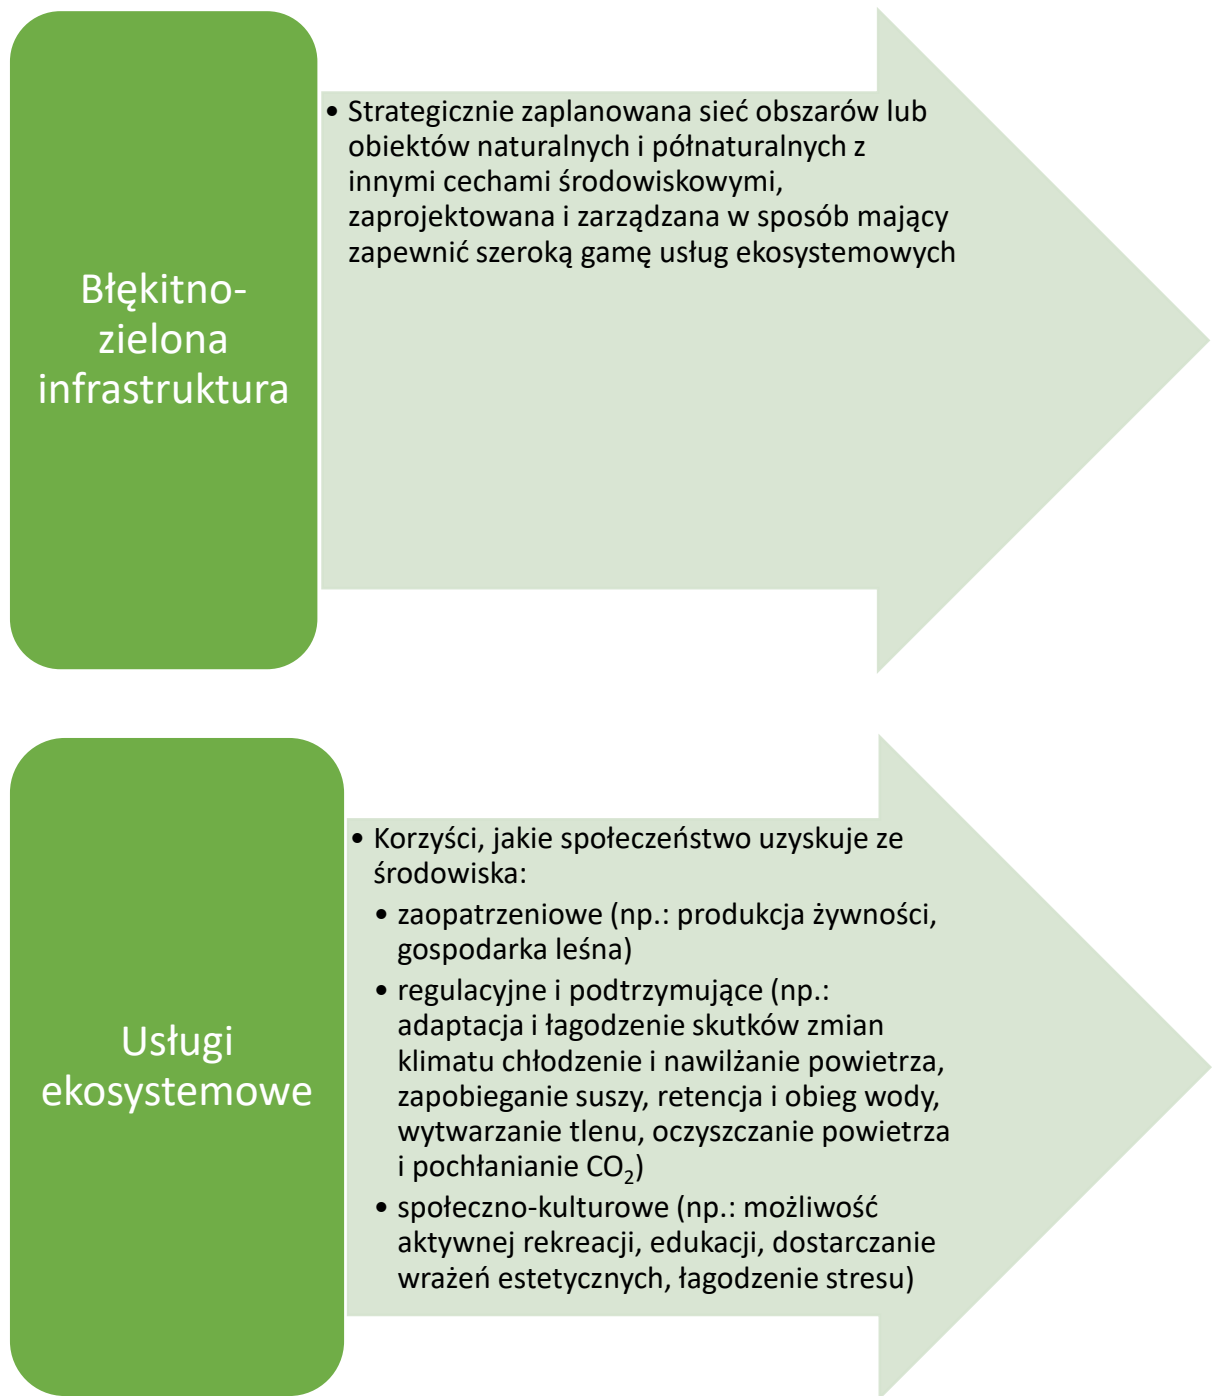 Błękitno-
zielona
infrastruktura
• Strategicznie zaplanowana sieć obszarów lub
obiektów naturalnych i półnaturalnych z
innymi cechami środowiskowymi,
zaprojektowana i zarządzana w sposób mający
zapewnić szeroką gamę usług ekosystemowych
Usługi
ekosystemowe
• Korzyści, jakie społeczeństwo uzyskuje ze
środowiska:
• zaopatrzeniowe (np.: produkcja żywności,
gospodarka leśna)
• regulacyjne i podtrzymujące (np.:
adaptacja i łagodzenie skutków zmian
klimatu chłodzenie i nawilżanie powietrza,
zapobieganie suszy, retencja i obieg wody,
wytwarzanie tlenu, oczyszczanie powietrza
i pochłanianie CO₂)
• społeczno-kulturowe (np.: możliwość
aktywnej rekreacji, edukacji, dostarczanie
wrażeń estetycznych, łagodzenie stresu)